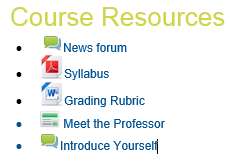 Course Resources
News forum
Syllabus
Grading Rubric
Meet the Professor
Introduce Yourself